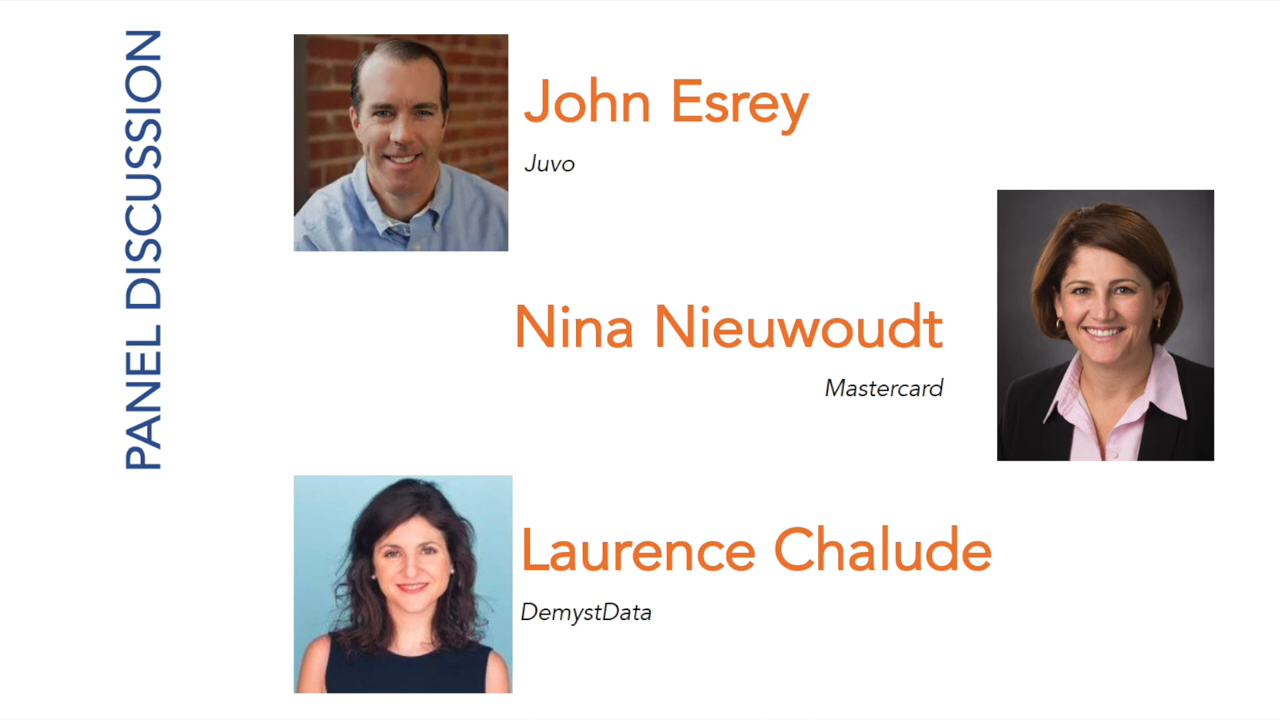 PANEL DISCUSSION
John Esrey
Juvo
Nina Nieuwoudt
Mastercard
Laurence Chalude
DemystData